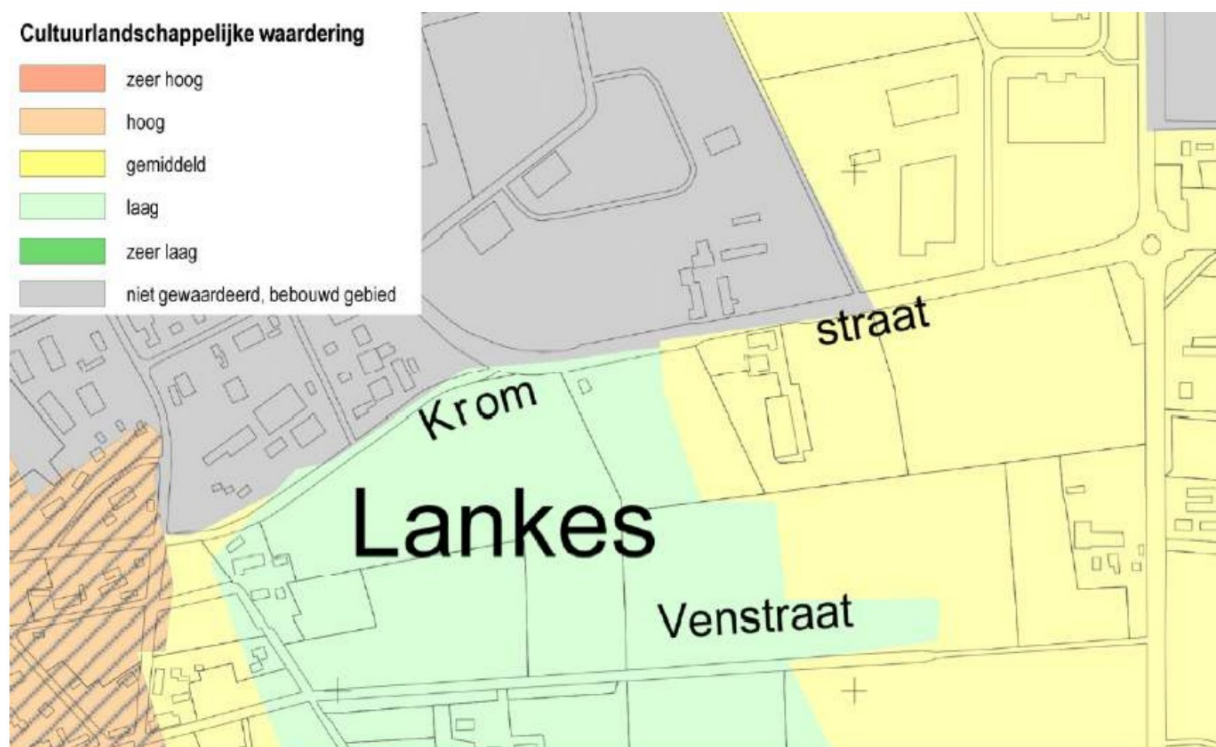 Cultuurlandschappelijke waardering
zeer hoog
hoog
gemiddeld
laag
zeer laag
niet gewaardeerd, bebouwd gebied
straat
Krom
Lankes
Venstraat